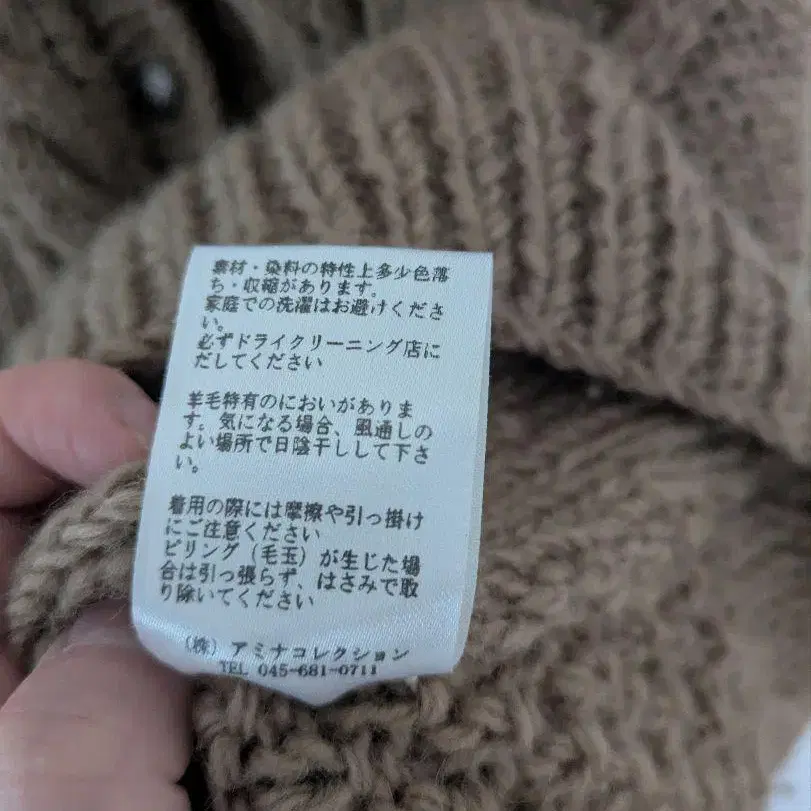 素材・染料の特性上多少色落
ち・収縮があります。
家庭での洗濯はお避けくださ
い。
必ずドライクリーニング店に
だしてください
羊毛特有のにおいがありま
す。気になる場合、風通しの
よい場所で日陰干しして下さ
い。
着用の際には摩擦や引っ掛け
にご注意ください
ピリング（毛玉）が生じた場
合は引っ張らず、はさみで取
り除いてください
（株）アミナコレクション
TEL 045-681-0711